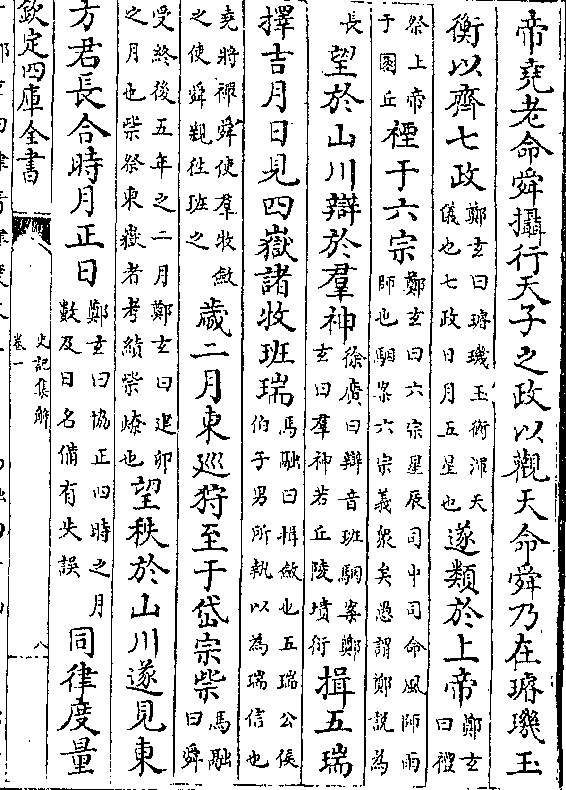 帝堯老命舜攝行天子之政以觀天命舜乃在璿璣玉
衡以齊七政鄭玄曰璿璣玉衡渾天儀也七政日月五星也遂類於上帝鄭玄曰禮
祭上帝于圜丘禋于六宗鄭玄曰六宗星辰司中司命風師雨師也駰案六宗義衆矣愚謂鄭說為
長望於山川辯於羣神徐廣曰辯音班駰案鄭玄曰羣神若丘陵墳衍揖五瑞
擇吉月日見四嶽諸牧班瑞馬融曰揖斂也五瑞公侯伯子男所執以為瑞信也
堯將禪舜使羣牧斂之使舜親往班之歲二月東巡狩至于岱宗柴馬融曰舜
受終後五年之二月鄭玄曰建卯之月也柴祭東嶽者考績柴燎也望秩於山川遂見東
方君長合時月正日鄭玄曰協正四時之月數及日名備有失誤同律度量
欽定四庫全書
史記集解
卷一
八